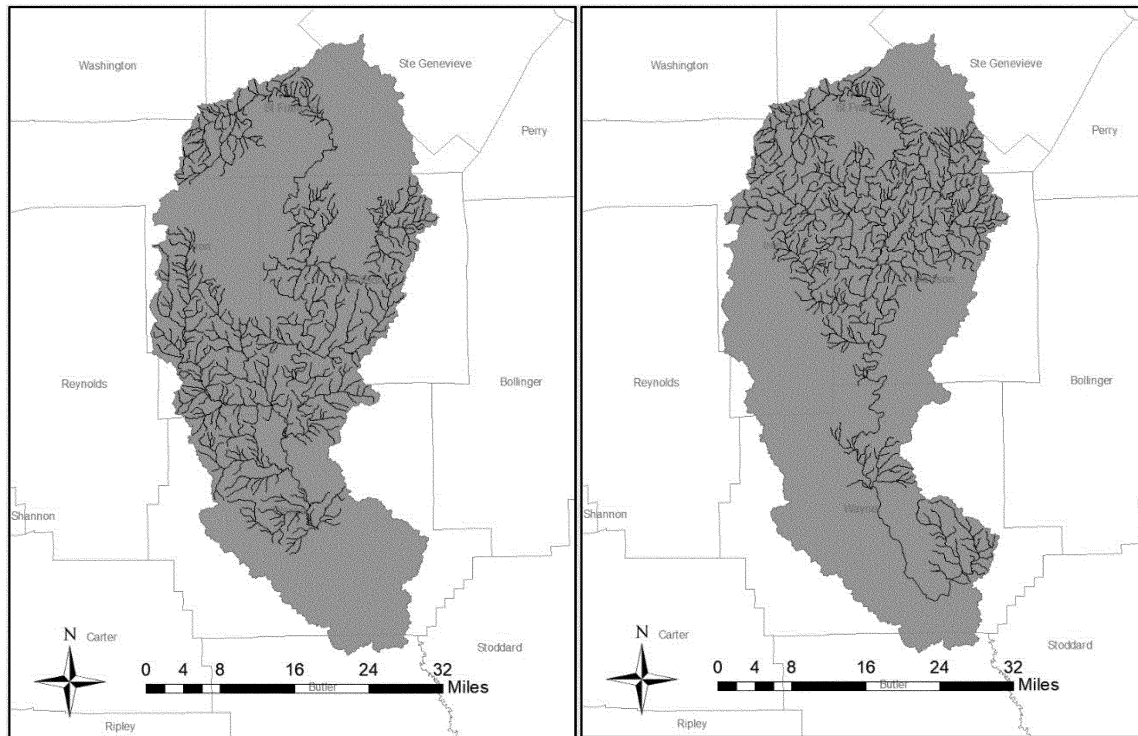 Washington
Ste Genevieve
Perry
Reynolds
Bollinger
Shannon
N
Carter
Stoddard
0 4 8 16 24 32
Miles
Butler
Ripley
Washington
Ste Genevieve
Perry
Reynolds
Bollinger
Wayne
Shannon
N
Carter
Stoddard
0 4 8 16 24 32
Miles
Butler
Ripley